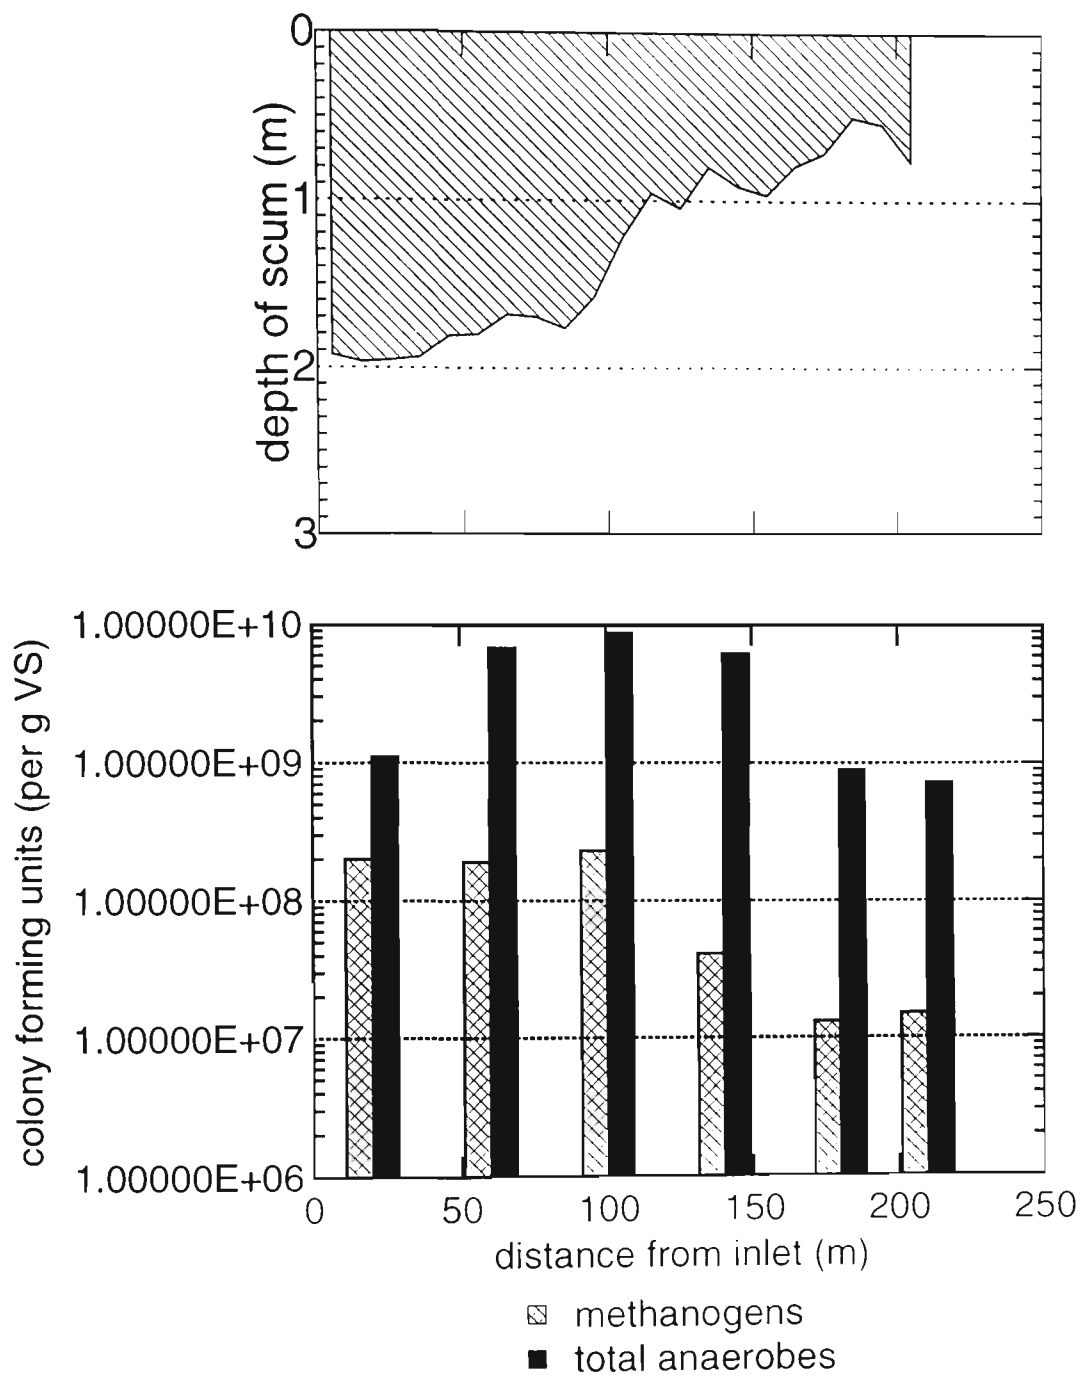 0
1
2
3
depth of scum (m)
1.00000E+10
1.00000E+09
1.00000E+08
1.00000E+07
1.00000E+06
colony forming units (per g VS)
0 50 100 150 200 250
distance from inlet (m)
methanogens
total anaerobes